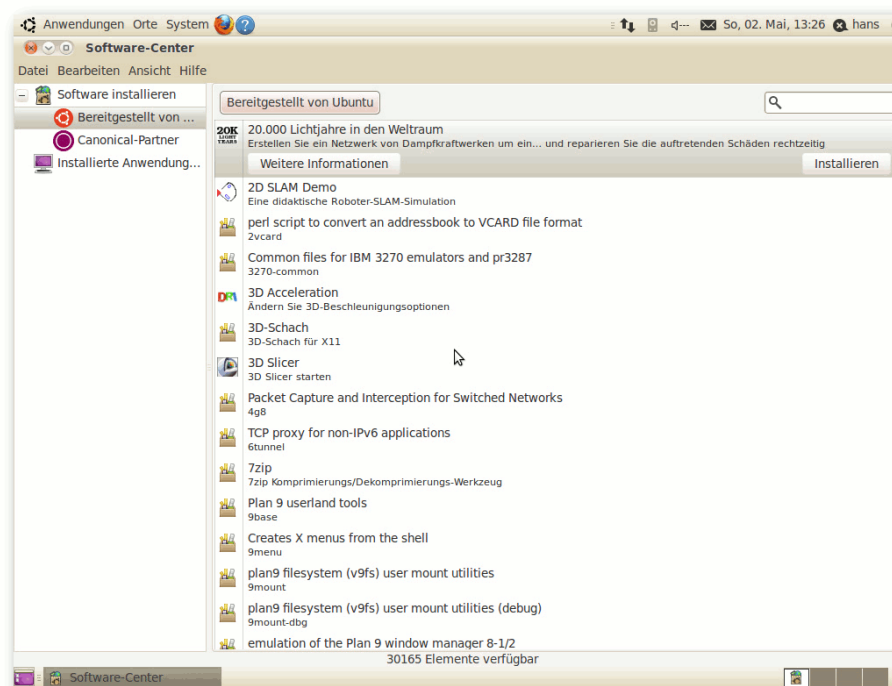 Anwendungen Orte System
So, 02. Mai, 13:26 hans
Software-Center
Datei Bearbeiten Ansicht Hilfe
Software installieren
Bereitgestellt von ...
Canonical-Partner
Installierte Anwendung...
Bereitgestellt von Ubuntu
20K
LIGHT
YEARS
20.000 Lichtjahre in den Weltraum
Erstellen Sie ein Netzwerk von Dampfkraftwerken um ein... und reparieren Sie die auftretenden Schäden rechtzeitig
Weitere Informationen
Installieren
2D SLAM Demo
Eine didaktische Roboter-SLAM-Simulation
perl script to convert an addressbook to VCARD file format
2vcard
Common files for IBM 3270 emulators and pr3287
3270-common
DRI
3D Acceleration
Ändern Sie 3D-Beschleunigungsoptionen
3D-Schach
3D-Schach für X11
3D Slicer
3D Slicer starten
Packet Capture and Interception for Switched Networks
4g8
TCP proxy for non-IPv6 applications
6tunnel
7zip
7zip Komprimierungs/Dekomprimierungs-Werkzeug
Plan 9 userland tools
9base
Creates X menus from the shell
9menu
plan9 filesystem (v9fs) user mount utilities
9mount
plan9 filesystem (v9fs) user mount utilities (debug)
9mount-dbg
emulation of the Plan 9 window manager 8-1/2
30165 Elemente verfügbar
Software-Center